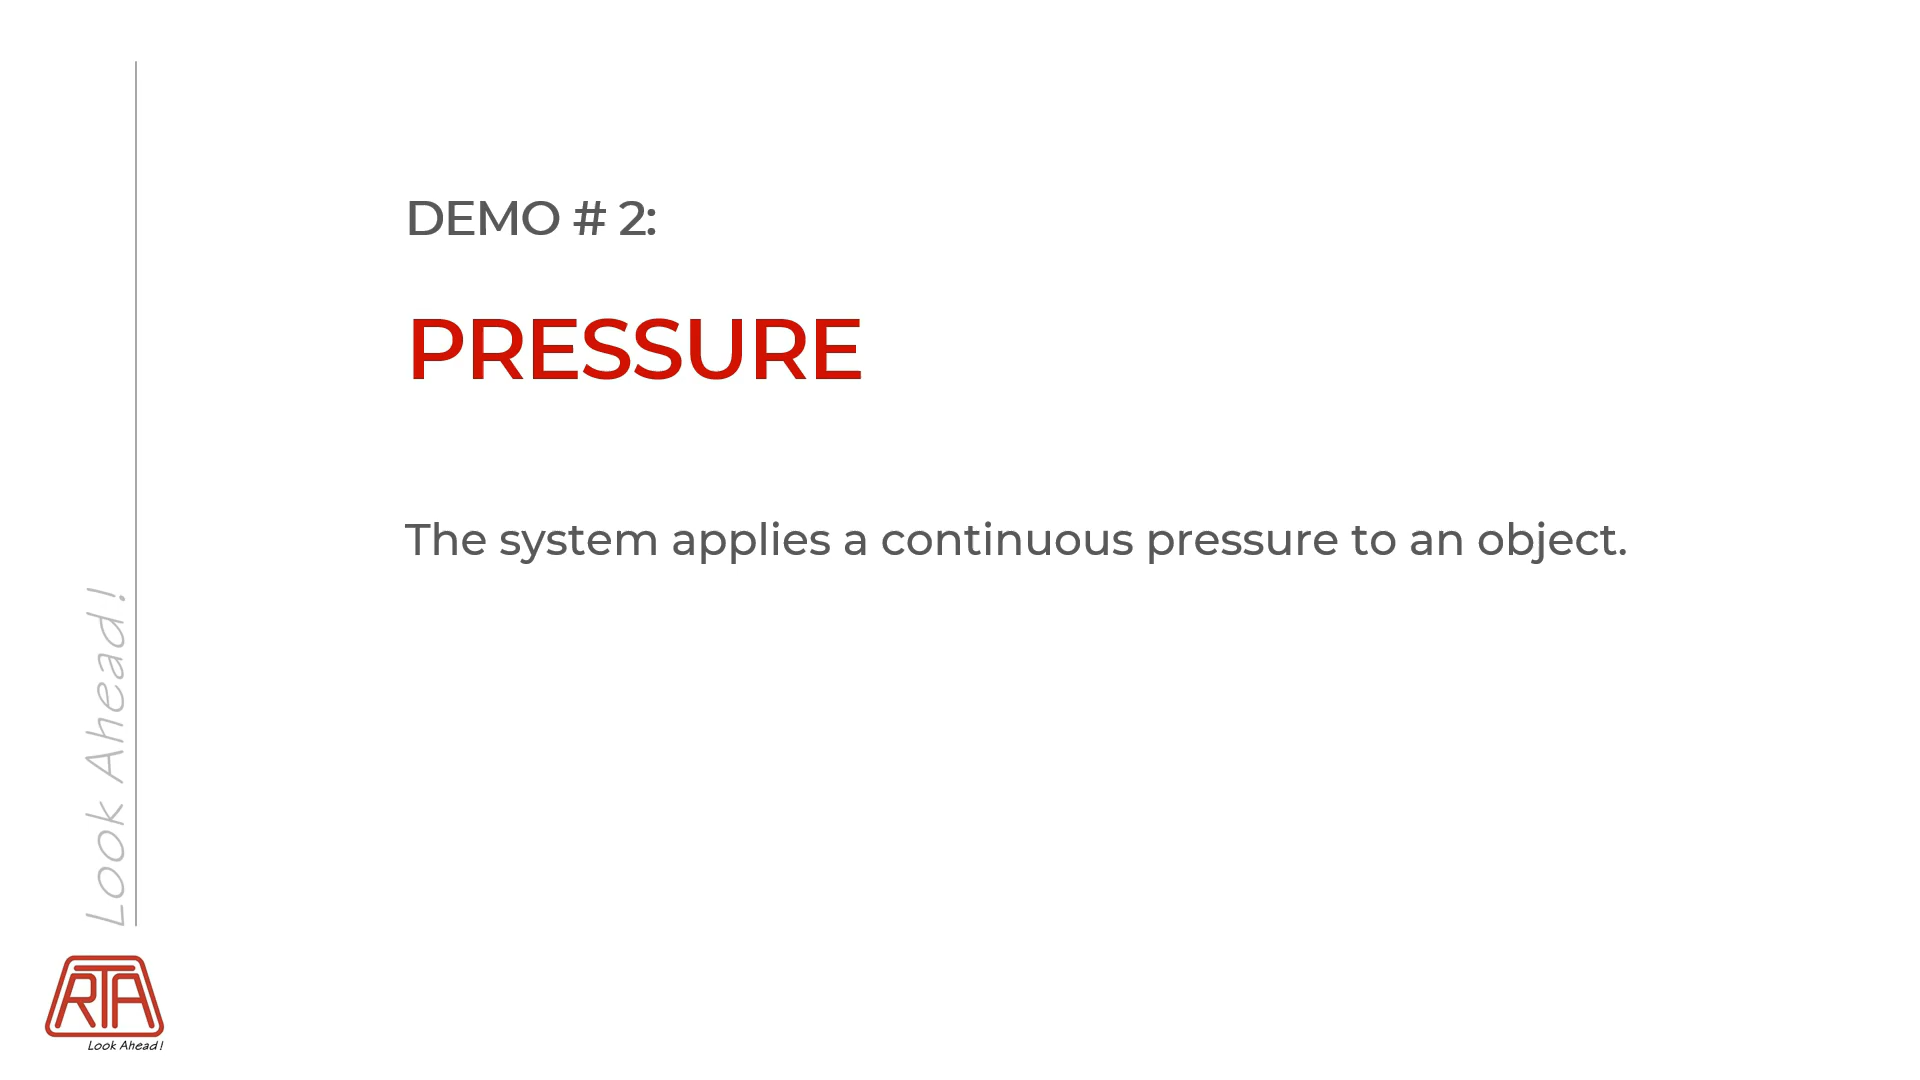 DEMO # 2:
PRESSURE
The system applies a continuous pressure to an object.
Look Ahead !
RTA
Look Ahead !